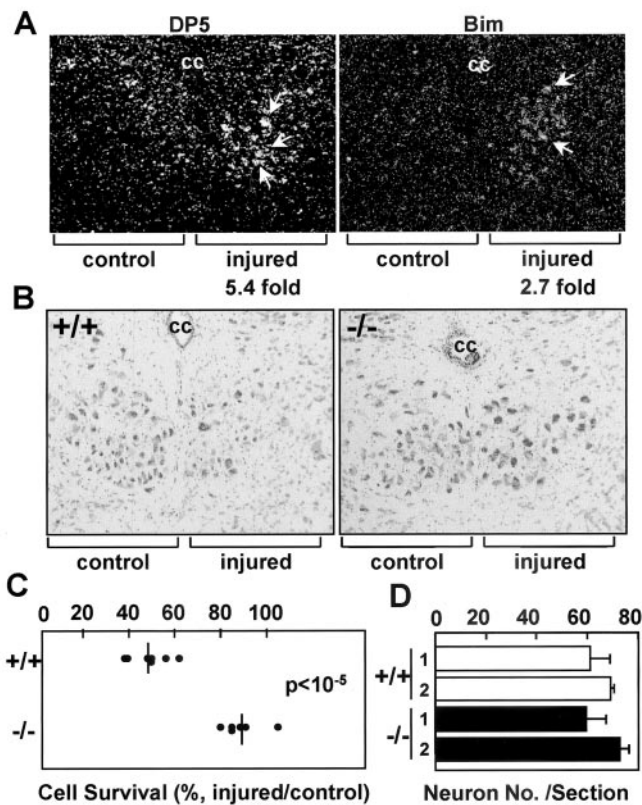 A
DP5
Bim
cc
cc
control
injured
control
injured
5.4 fold
2.7 fold
B
+/+
cc
-/-
cc
control
injured
control
injured
C
0 40 60 80 100
+/+
-/-
p<10-5
Cell Survival (%, injured/control)
D
0 20 40 60 80
+/+
1
2
-/-
1
2
Neuron No. /Section